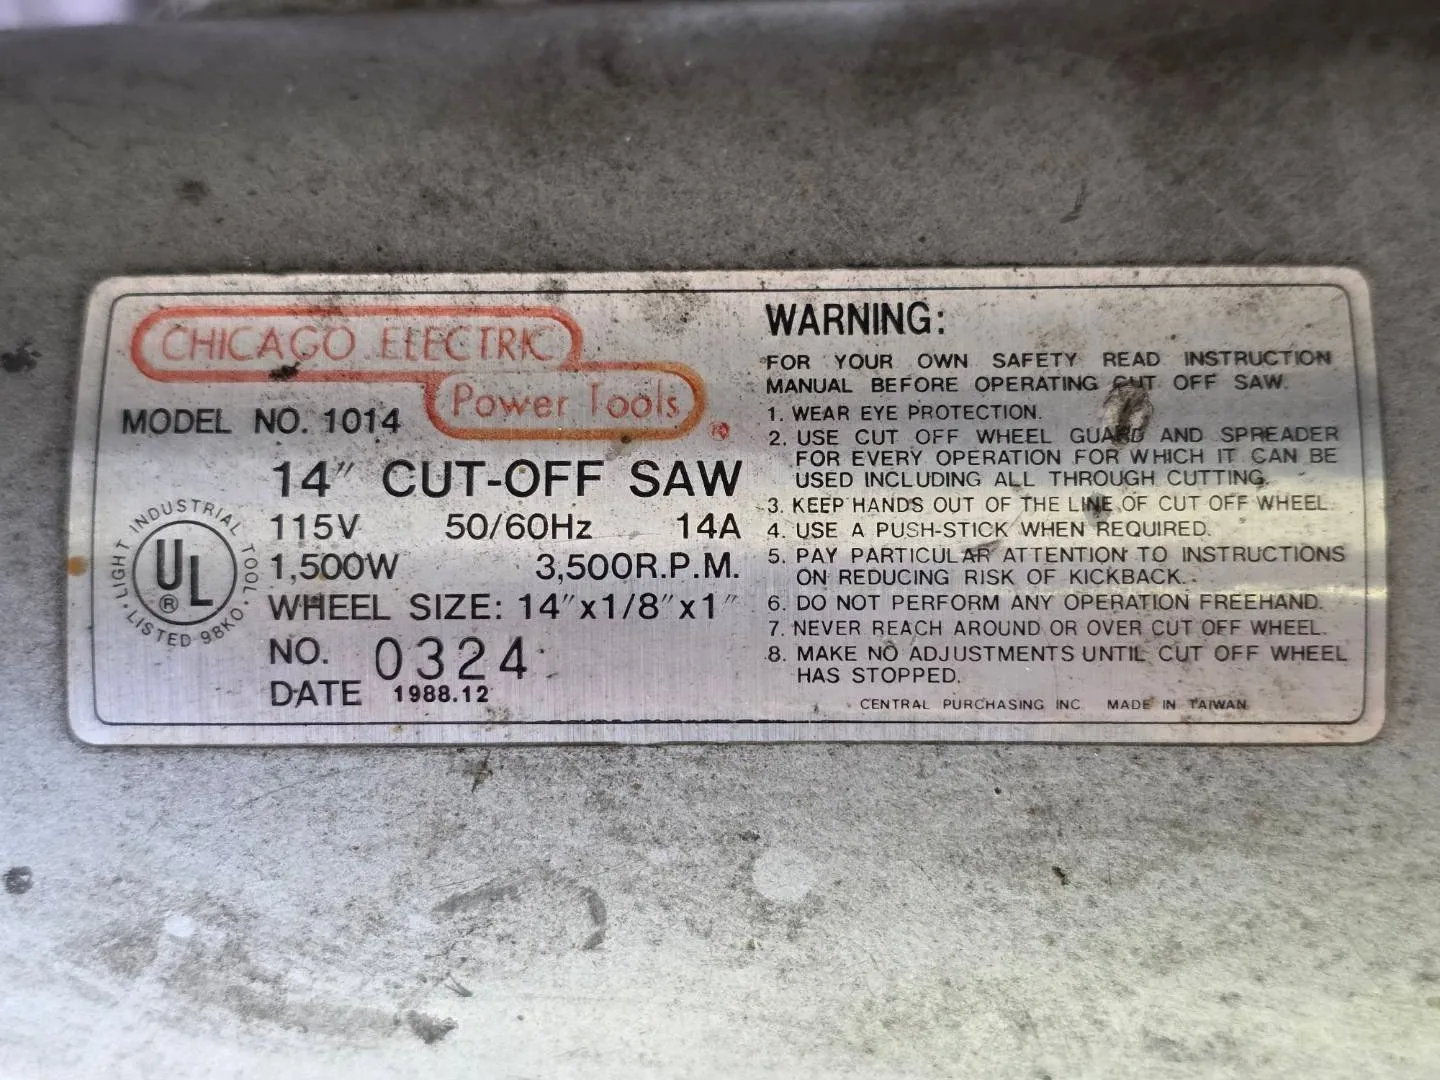 CHICAGO ELECTRIC
Power Tools
®
MODEL NO. 1014
14" CUT-OFF SAW
115V 50/60Hz 14A
1,500W 3,500R.P.M.
WHEEL SIZE: 14"x1/8"x1"
NO. 0324
DATE 1988.12
LIGHT INDUSTRIAL TOOL
UL
®
LISTED 98K0
WARNING:
FOR YOUR OWN SAFETY READ INSTRUCTION
MANUAL BEFORE OPERATING CUT OFF SAW.
1. WEAR EYE PROTECTION.
2. USE CUT OFF WHEEL GUARD AND SPREADER
FOR EVERY OPERATION FOR WHICH IT CAN BE
USED INCLUDING ALL THROUGH CUTTING.
3. KEEP HANDS OUT OF THE LINE OF CUT OFF WHEEL.
4. USE A PUSH-STICK WHEN REQUIRED.
5. PAY PARTICULAR ATTENTION TO INSTRUCTIONS
ON REDUCING RISK OF KICKBACK.
6. DO NOT PERFORM ANY OPERATION FREEHAND.
7. NEVER REACH AROUND OR OVER CUT OFF WHEEL.
8. MAKE NO ADJUSTMENTS UNTIL CUT OFF WHEEL
HAS STOPPED.
CENTRAL PURCHASING INC. MADE IN TAIWAN